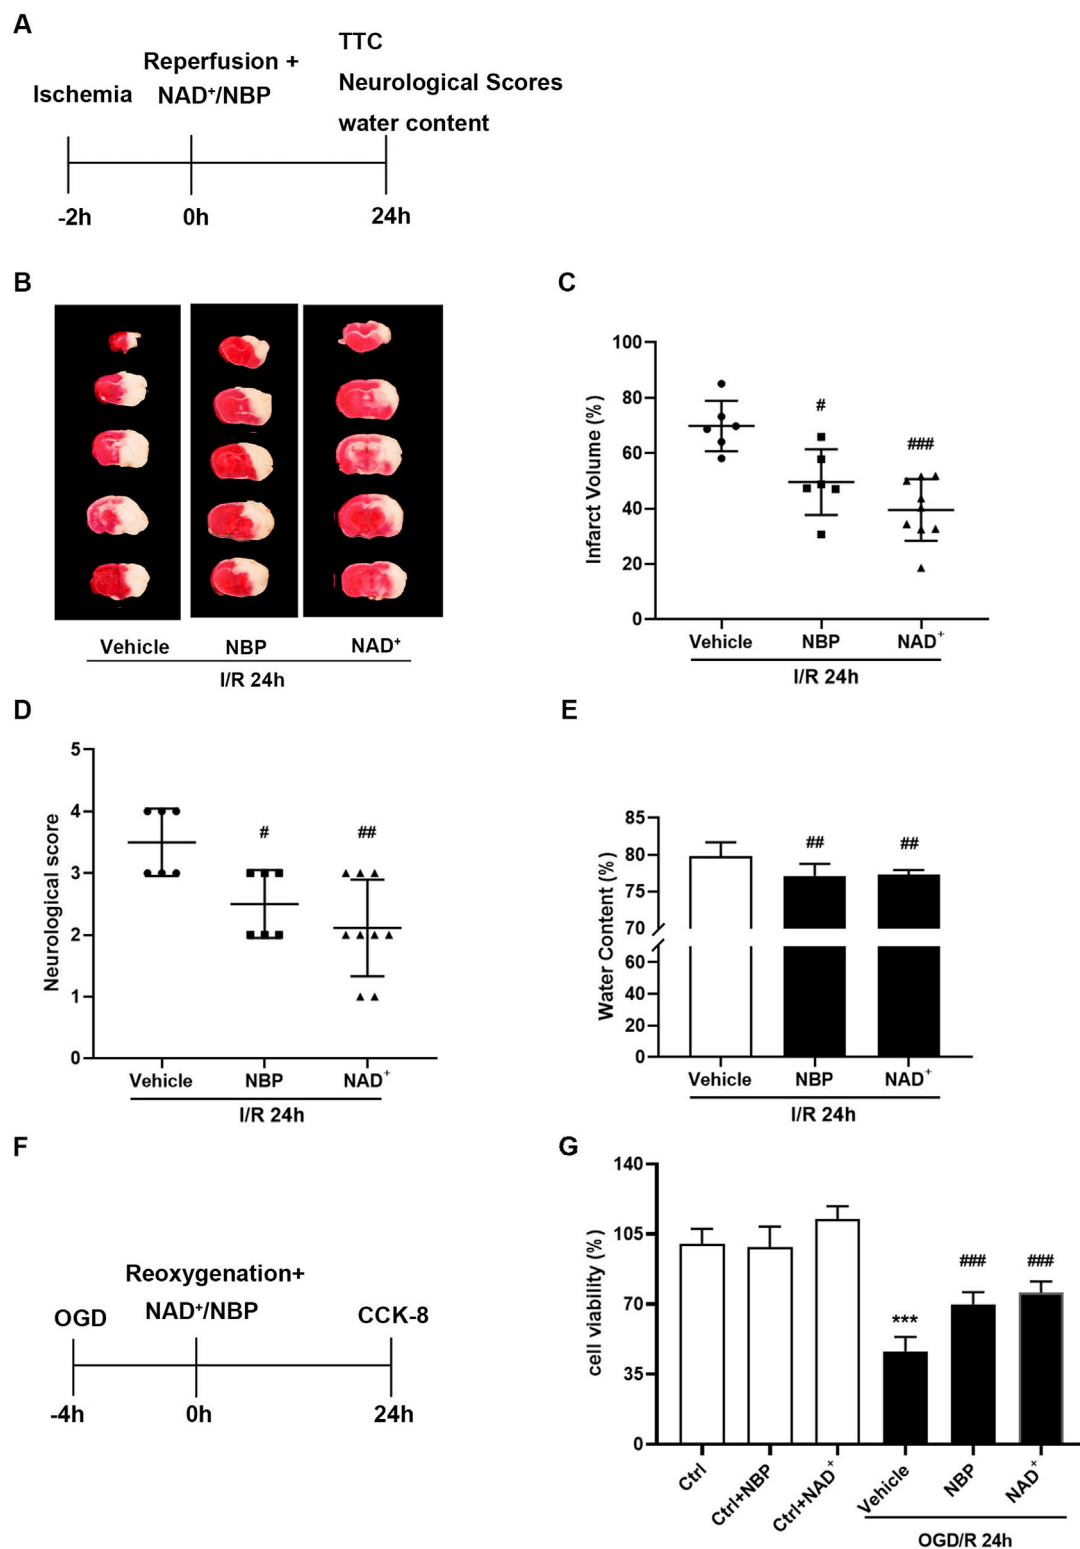 A
Ischemia
Reperfusion +
NAD⁺/NBP
TTC
Neurological Scores
water content
-2h
0h
24h
B
Vehicle
NBP
NAD⁺
I/R 24h
C
Infarct Volume (%)
100
80
60
40
20
0
#
###
Vehicle
NBP
NAD⁺
I/R 24h
D
Neurological score
5
4
3
2
1
0
#
##
Vehicle
NBP
NAD⁺
I/R 24h
E
Water Content (%)
85
80
75
70
60
40
20
0
##
##
Vehicle
NBP
NAD⁺
I/R 24h
F
OGD
Reoxygenation+
NAD⁺/NBP
CCK-8
-4h
0h
24h
G
cell viability (%)
140
105
70
35
0
***
###
###
Ctrl
Ctrl+NBP
Ctrl+NAD⁺
Vehicle
NBP
NAD⁺
OGD/R 24h